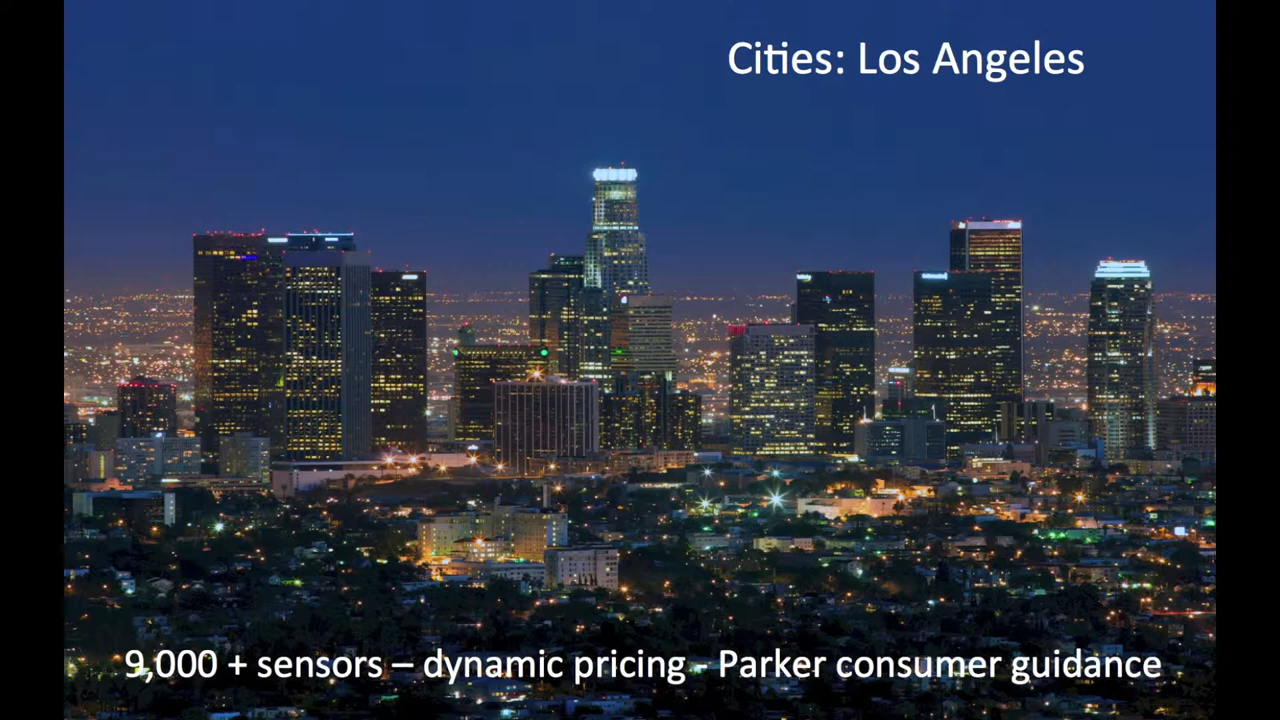 Cities: Los Angeles
9,000 + sensors – dynamic pricing - Parker consumer guidance